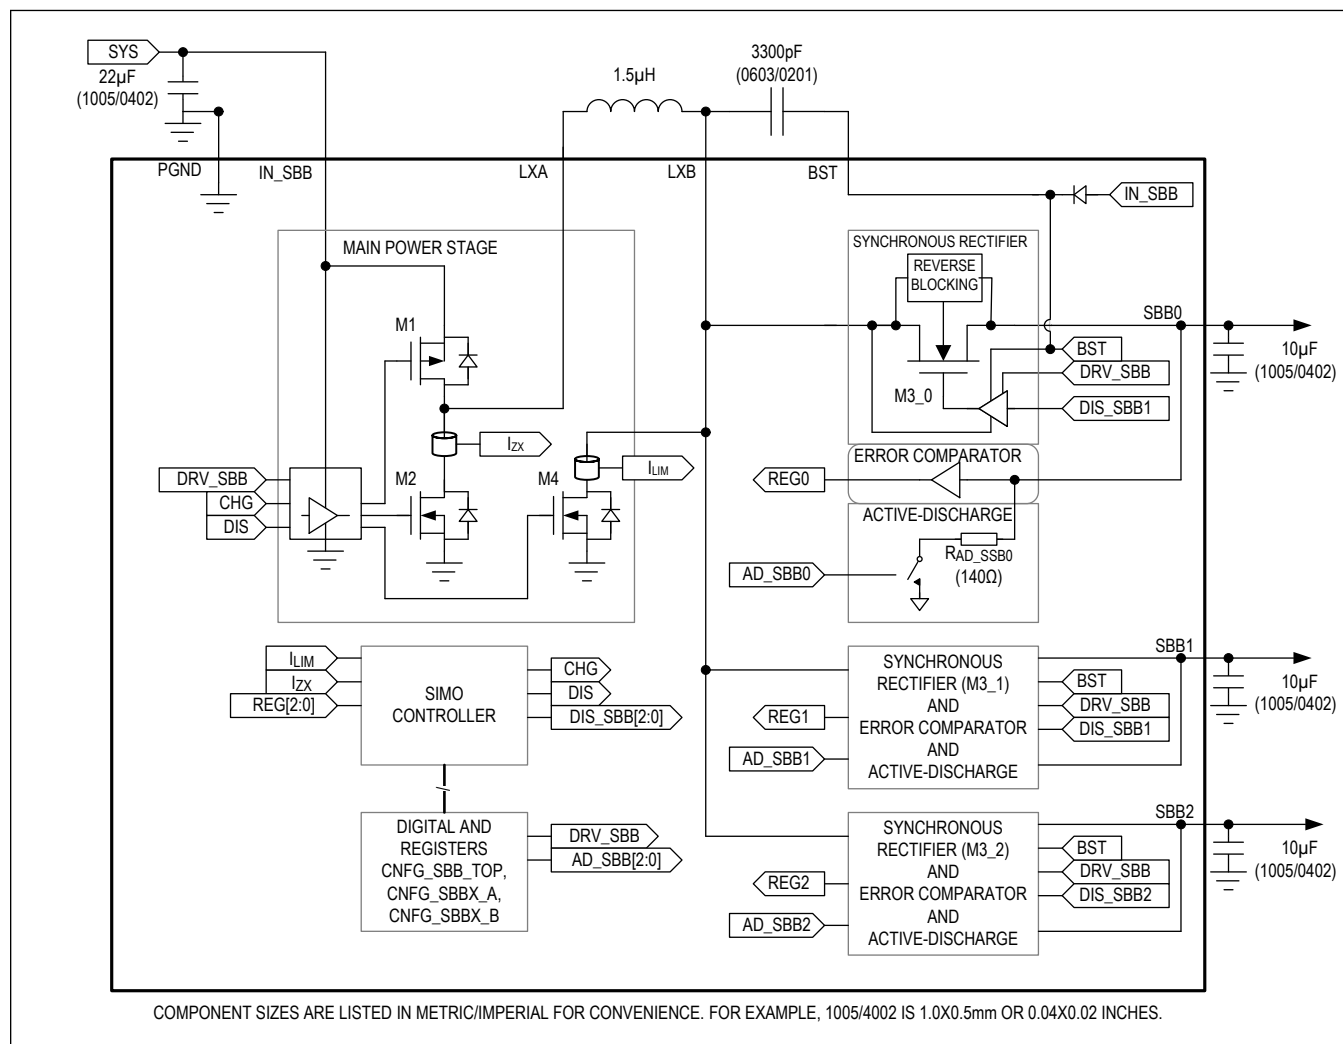 SYS
22µF
(1005/0402)
1.5µH
3300pF
(0603/0201)
PGND
IN_SBB
LXA
LXB
BST
IN_SBB
MAIN POWER STAGE
M1
IZX
M2
M4
ILIM
DRV_SBB
CHG
DIS
SYNCHRONOUS RECTIFIER
REVERSE
BLOCKING
M3_0
SBB0
BST
DRV_SBB
DIS_SBB1
10µF
(1005/0402)
ERROR COMPARATOR
REG0
ACTIVE-DISCHARGE
RAD_SSB0
(140Ω)
AD_SBB0
ILIM
IZX
REG[2:0]
SIMO
CONTROLLER
CHG
DIS
DIS_SBB[2:0]
DIGITAL AND
REGISTERS
CNFG_SBB_TOP,
CNFG_SBBX_A,
CNFG_SBBX_B
DRV_SBB
AD_SBB[2:0]
SYNCHRONOUS
RECTIFIER (M3_1)
AND
ERROR COMPARATOR
AND
ACTIVE-DISCHARGE
REG1
AD_SBB1
SBB1
BST
DRV_SBB
DIS_SBB1
10µF
(1005/0402)
SYNCHRONOUS
RECTIFIER (M3_2)
AND
ERROR COMPARATOR
AND
ACTIVE-DISCHARGE
REG2
AD_SBB2
SBB2
BST
DRV_SBB
DIS_SBB2
10µF
(1005/0402)
COMPONENT SIZES ARE LISTED IN METRIC/IMPERIAL FOR CONVENIENCE. FOR EXAMPLE, 1005/4002 IS 1.0X0.5mm OR 0.04X0.02 INCHES.